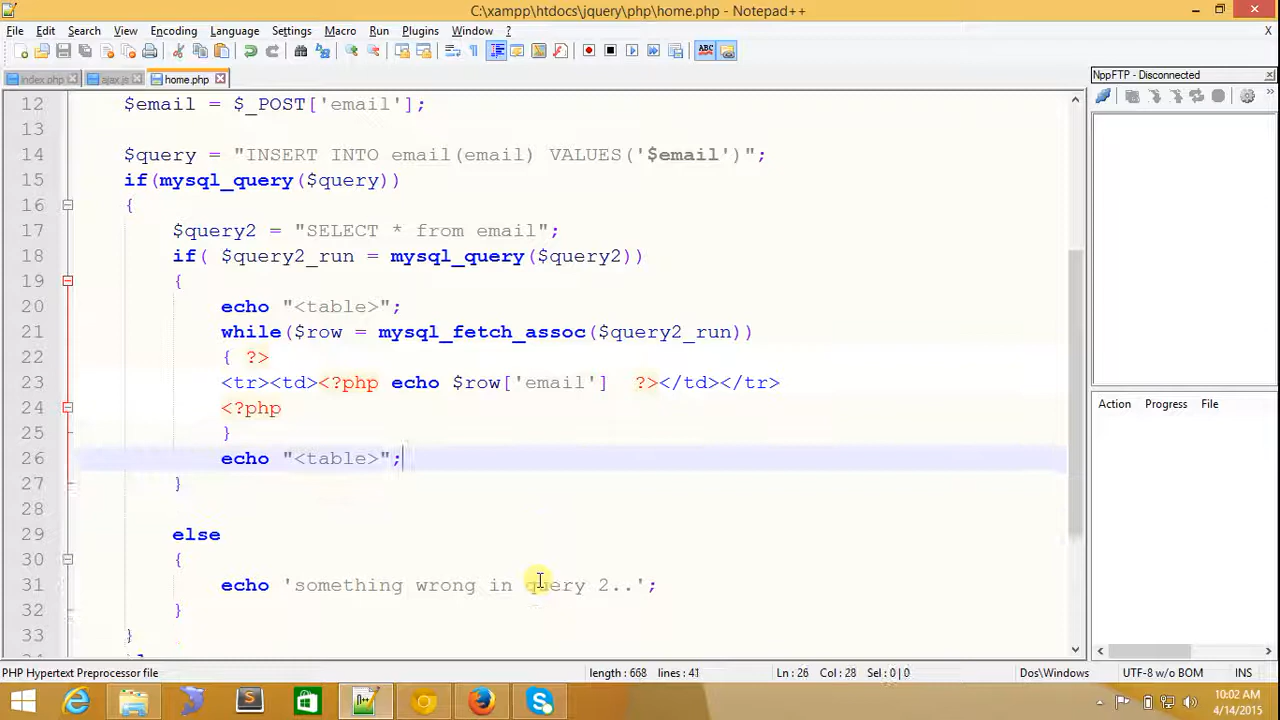 C:\xampp\htdocs\jquery\php\home.php - Notepad++
File Edit Search View Encoding Language Settings Macro Run Plugins Window ? X
index.php ajax.js home.php
NppFTP - Disconnected
12 $email = $_POST['email'];
13
14 $query = "INSERT INTO email(email) VALUES('$email')";
15 if(mysql_query($query))
16 {
17 $query2 = "SELECT * from email";
18 if( $query2_run = mysql_query($query2))
19 {
20 echo "<table>";
21 while($row = mysql_fetch_assoc($query2_run))
22 { ?>
23 <tr><td><?php echo $row['email']  ?></td></tr>
24 <?php
25 }
26 echo "<table>";
27 }
28
29 else
30 {
31 echo 'something wrong in query 2..';
32 }
33 }
Action Progress File
PHP Hypertext Preprocessor file length : 668 lines : 41 Ln : 26 Col : 28 Sel : 0 | 0 Dos\Windows UTF-8 w/o BOM INS
10:02 AM
4/14/2015